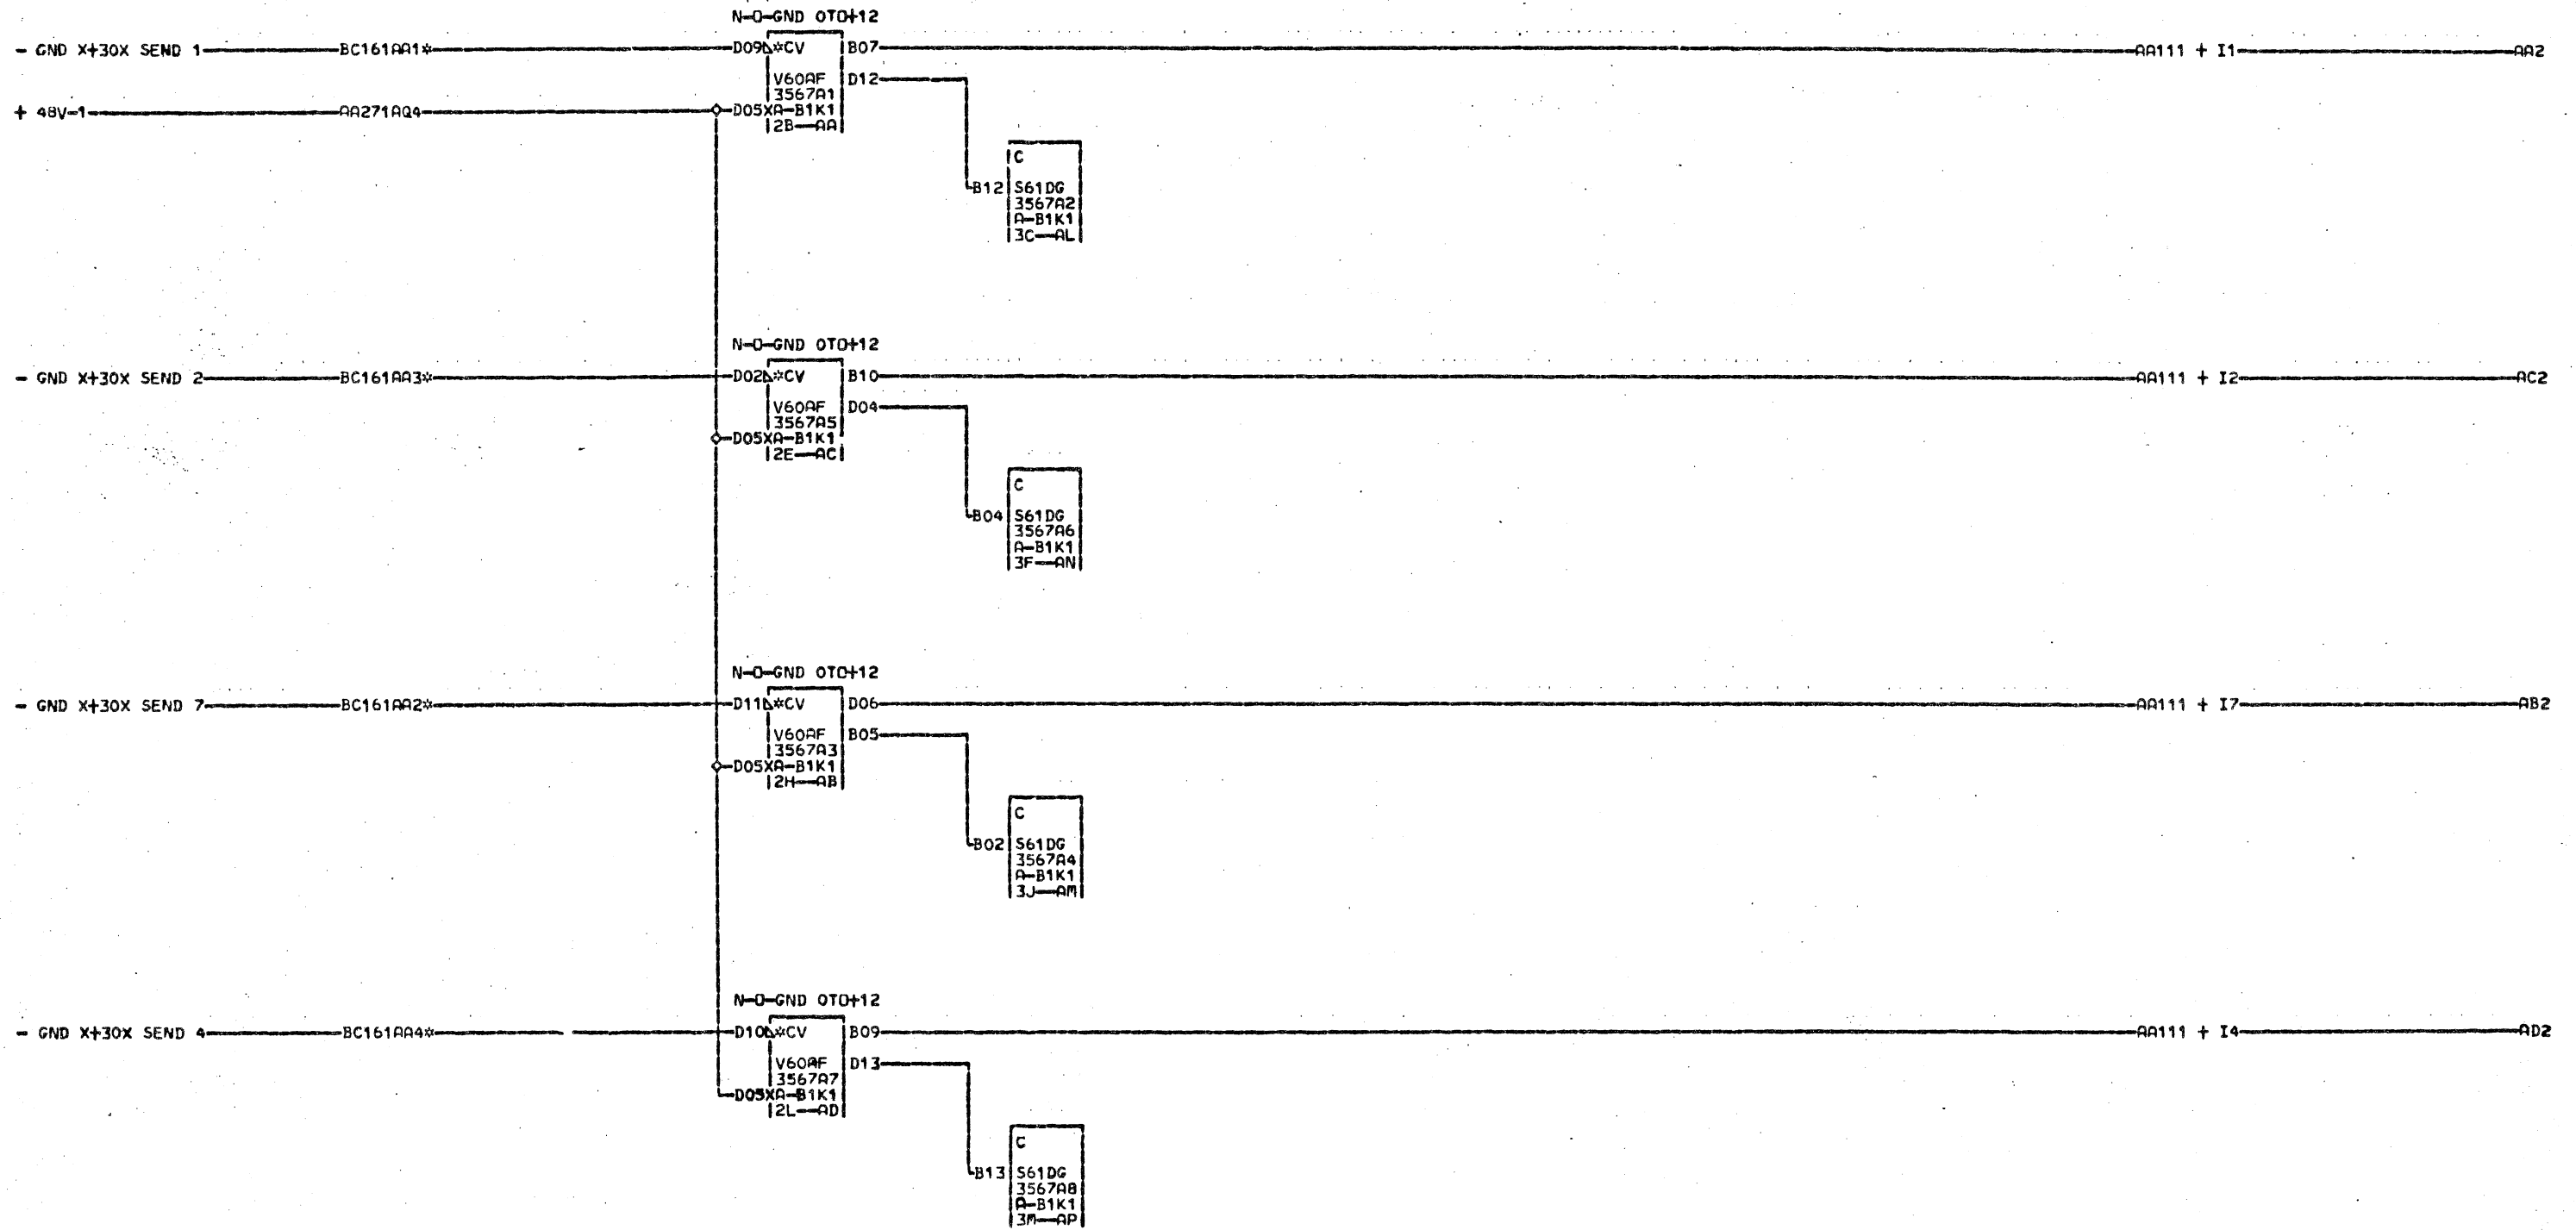 N-O-GND OTO+12
- GND X+30X SEND 1 BC161AA1* D09 *CV B07 AA111 + I1 AA2
V60AF D12
3567A1
+ 48V-1 AA271AQ4 D05XA-B1K1
2B--AA
C
B12 S61DG
3567A2
A-B1K1
3C--AL
N-O-GND OTO+12
- GND X+30X SEND 2 BC161AA3* D02 *CV B10 AA111 + I2 AC2
V60AF D04
3567A5
D05XA-B1K1
2E--AC
C
B04 S61DG
3567A6
A-B1K1
3F--AN
N-O-GND OTO+12
- GND X+30X SEND 7 BC161AA2* D11 *CV D06 AA111 + I7 AB2
V60AF B05
3567A3
D05XA-B1K1
2H--AB
C
B02 S61DG
3567A4
A-B1K1
3J--AM
N-O-GND OTO+12
- GND X+30X SEND 4 BC161AA4* D10 *CV B09 AA111 + I4 AD2
V60AF D13
3567A7
D05XA-B1K1
2L--AD
C
B13 S61DG
3567A8
A-B1K1
3M--AP